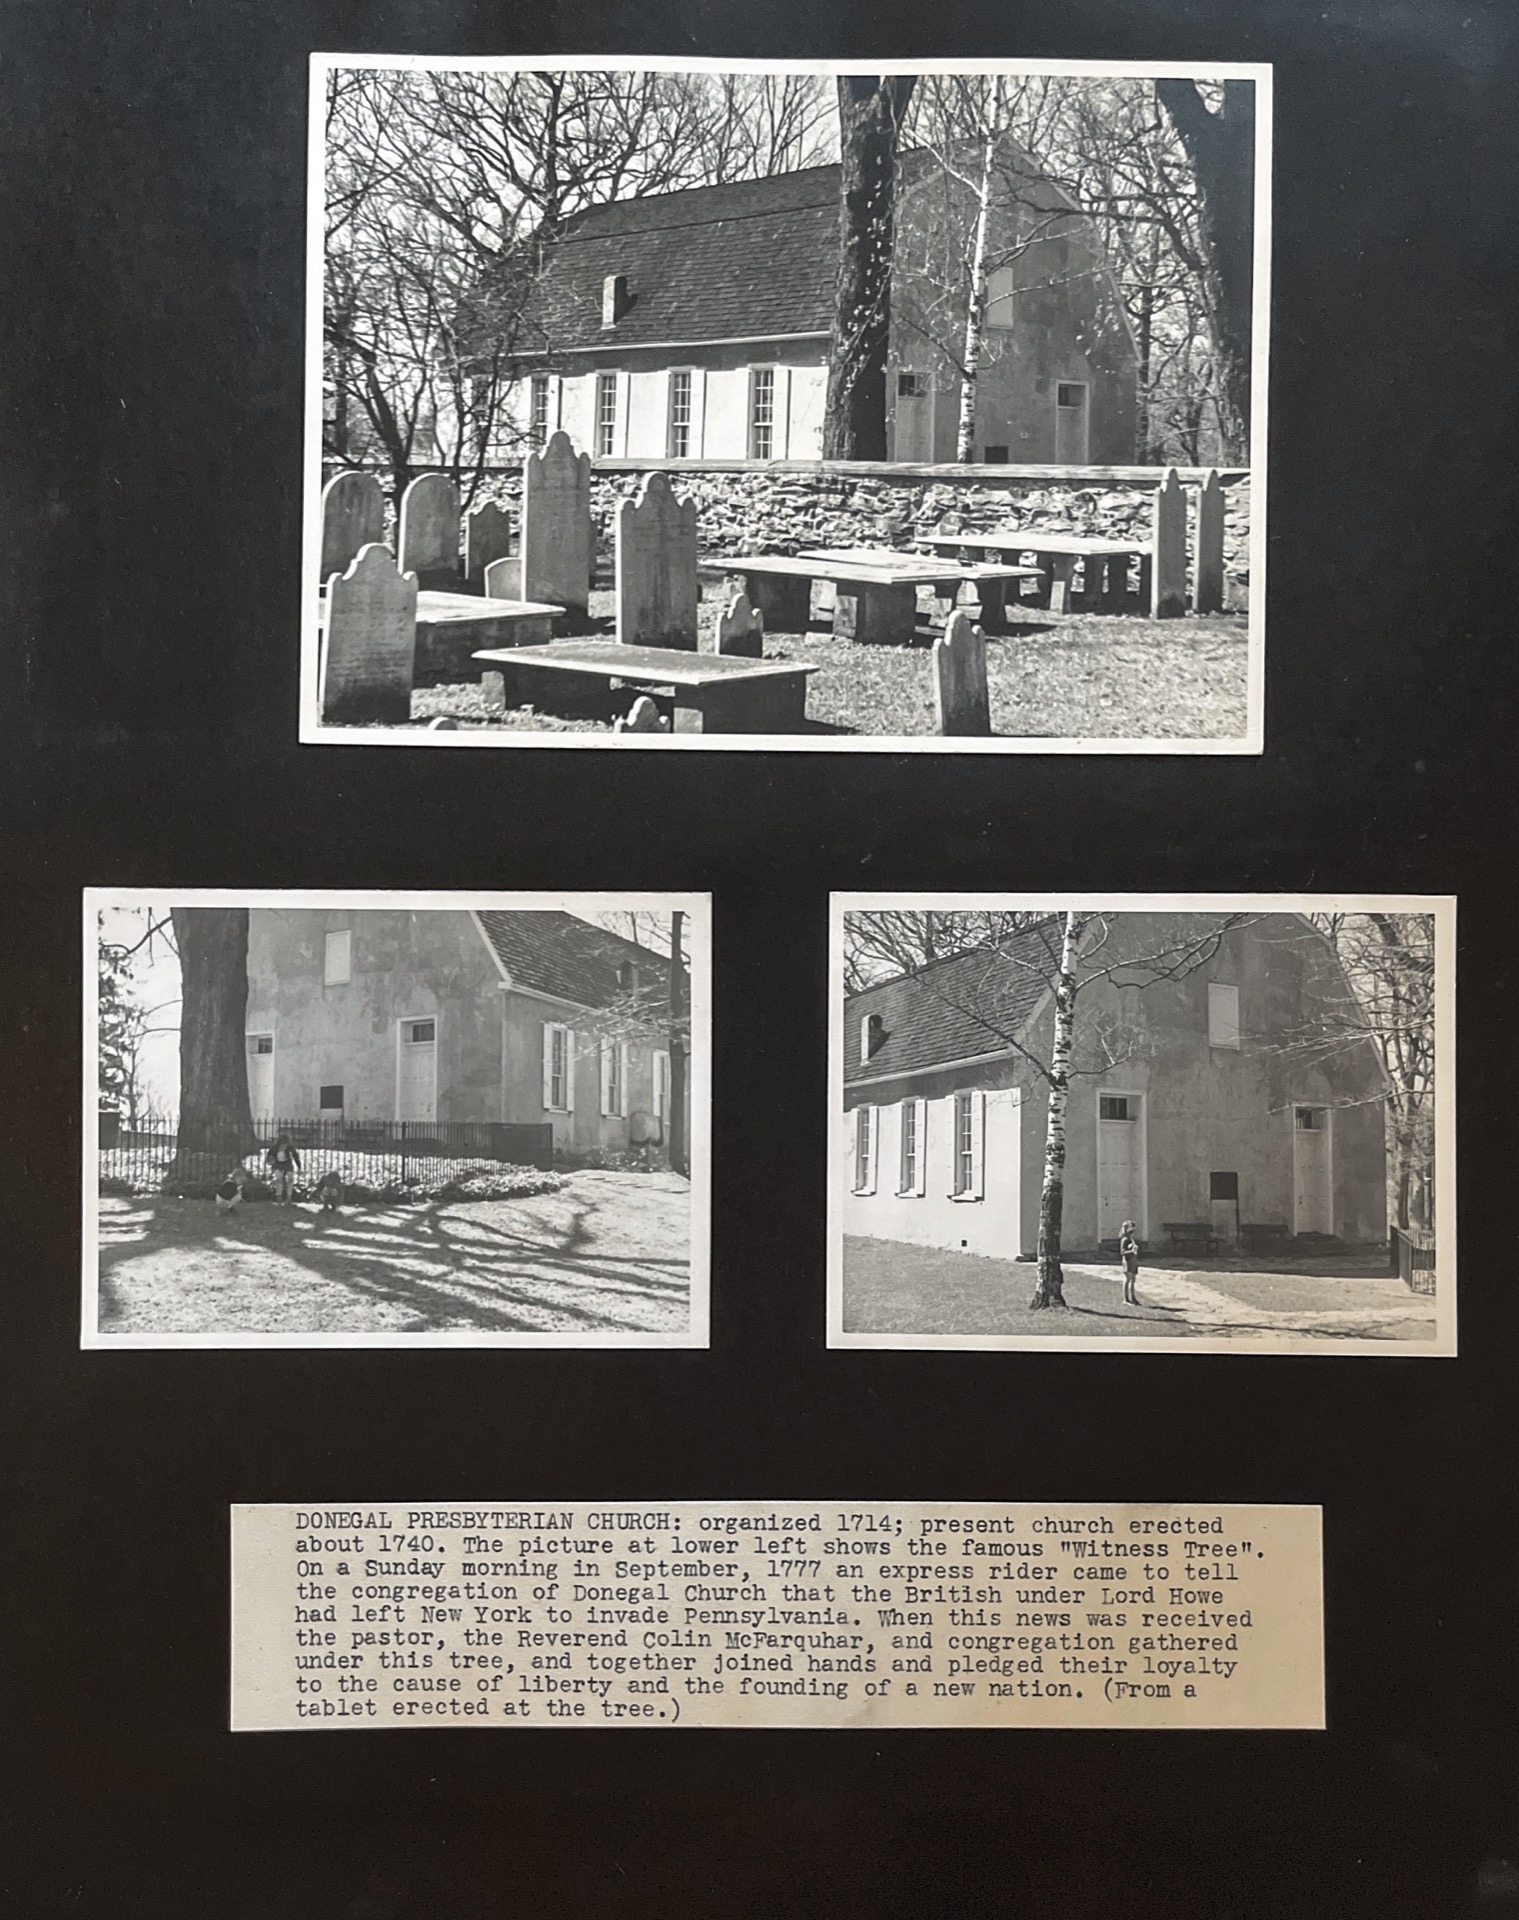 DONEGAL PRESBYTERIAN CHURCH: organized 1714; present church erected
about 1740. The picture at lower left shows the famous "Witness Tree".
On a Sunday morning in September, 1777 an express rider came to tell
the congregation of Donegal Church that the British under Lord Howe
had left New York to invade Pennsylvania. When this news was received
the pastor, the Reverend Colin McFarquhar, and congregation gathered
under this tree, and together joined hands and pledged their loyalty
to the cause of liberty and the founding of a new nation. (From a
tablet erected at the tree.)